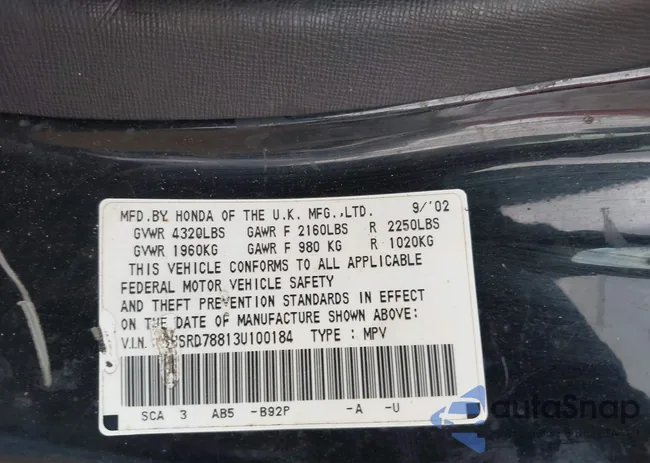 MFD.BY HONDA OF THE U.K. MFG.,LTD. 9/'02
GVWR 4320LBS GAWR F 2160LBS R 2250LBS
GVWR 1960KG GAWR F 980 KG R 1020KG
THIS VEHICLE CONFORMS TO ALL APPLICABLE
FEDERAL MOTOR VEHICLE SAFETY
AND THEFT PREVENTION STANDARDS IN EFFECT
ON THE DATE OF MANUFACTURE SHOWN ABOVE:
V.I.N. SRD78813U100184 TYPE : MPV
SCA 3 AB5 -B92P -A -U
autoSnap